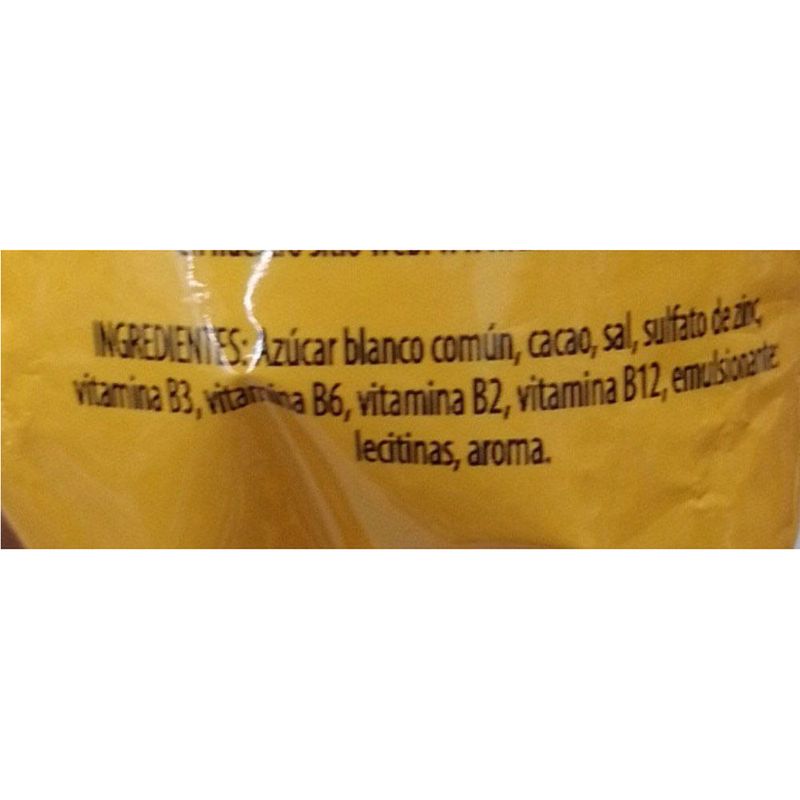 INGREDIENTES: Azúcar blanco común, cacao, sal, sulfato de zinc,
vitamina B3, vitamina B6, vitamina B2, vitamina B12, emulsionante:
lecitinas, aroma.